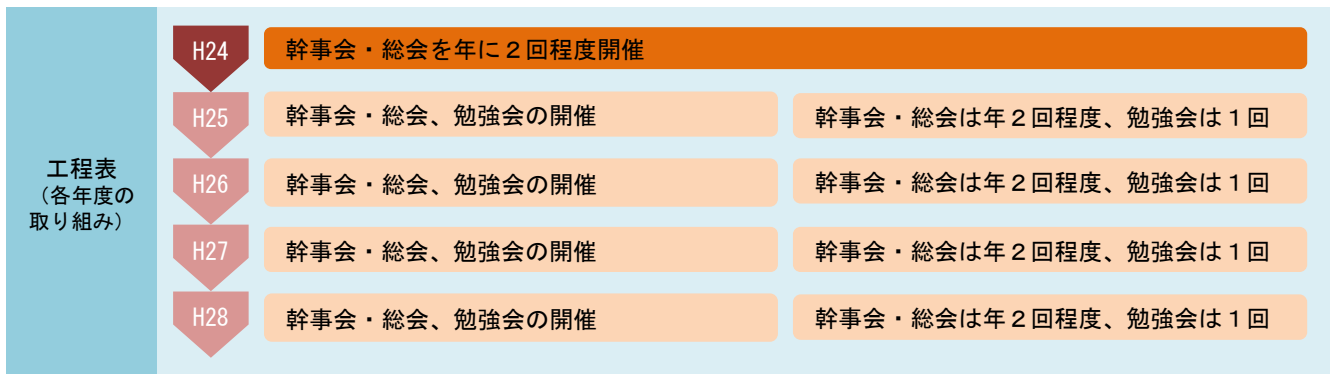 工程表
（各年度の
取り組み）
H24
幹事会・総会を年に２回程度開催
H25
幹事会・総会、勉強会の開催
幹事会・総会は年２回程度、勉強会は１回
H26
幹事会・総会、勉強会の開催
幹事会・総会は年２回程度、勉強会は１回
H27
幹事会・総会、勉強会の開催
幹事会・総会は年２回程度、勉強会は１回
H28
幹事会・総会、勉強会の開催
幹事会・総会は年２回程度、勉強会は１回